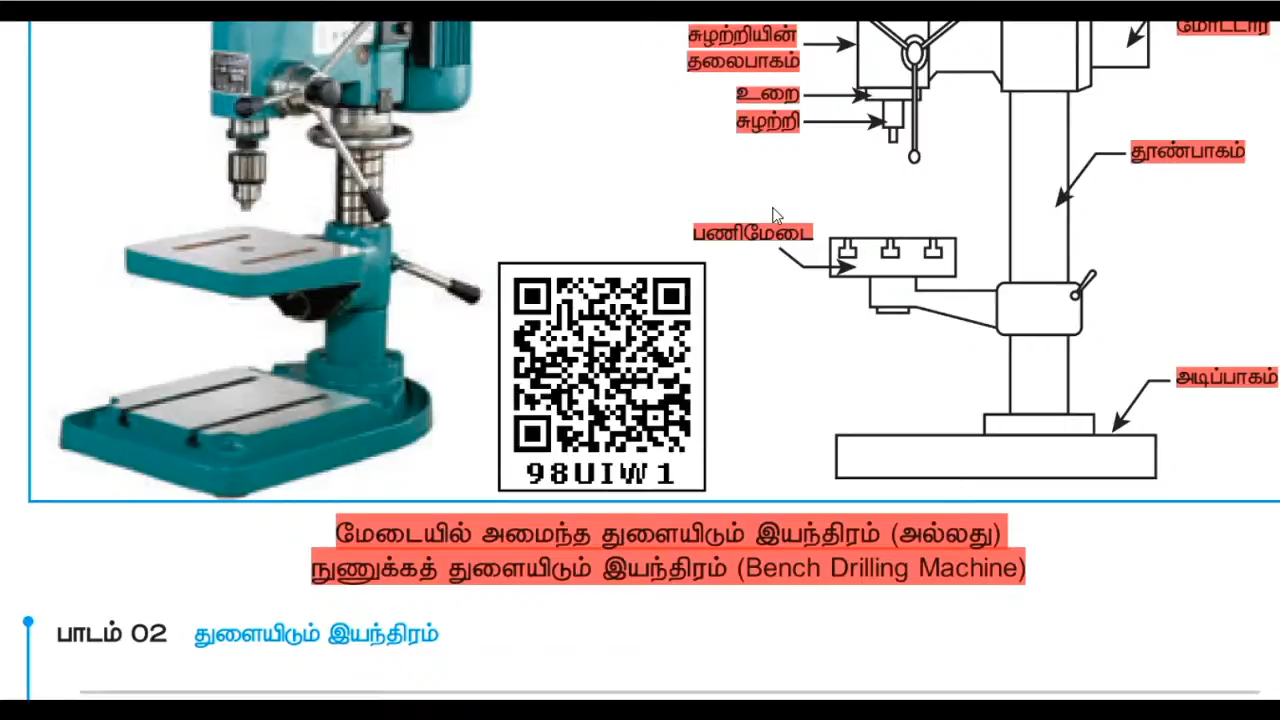 சுழற்றியின்
தலைபாகம்
உறை
சுழற்றி
மோட்டார்
தூண்பாகம்
பணிமேடை
அடிப்பாகம்
98UIW1
மேடையில் அமைந்த துளையிடும் இயந்திரம் (அல்லது)
நுணுக்கத் துளையிடும் இயந்திரம் (Bench Drilling Machine)
பாடம் 02 துளையிடும் இயந்திரம்